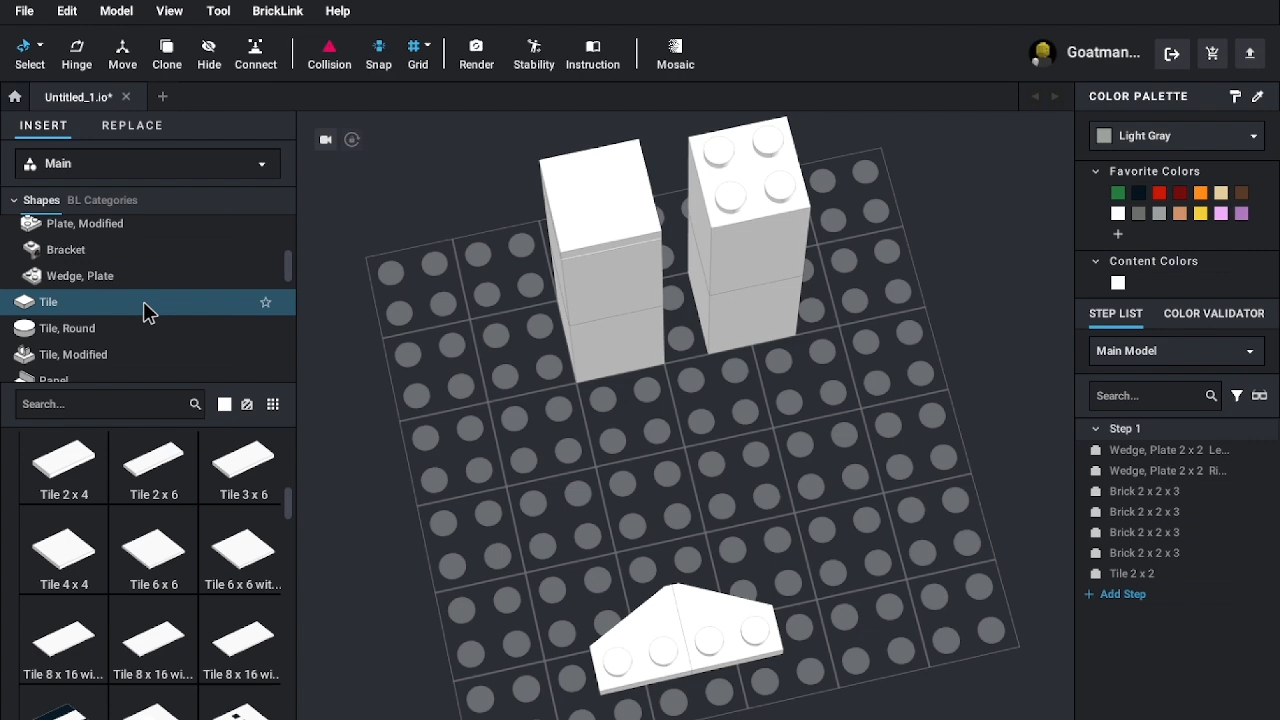 File Edit Model View Tool BrickLink Help
Select Hinge Move Clone Hide Connect Collision Snap Grid Render Stability Instruction Mosaic Goatman...
Untitled_1.io*
INSERT REPLACE
Main
Shapes BL Categories
Plate, Modified
Bracket
Wedge, Plate
Tile
Tile, Round
Tile, Modified
Panel
Search...
Tile 2 x 4 Tile 2 x 6 Tile 3 x 6
Tile 4 x 4 Tile 6 x 6 Tile 6 x 6 wit...
Tile 8 x 16 wi... Tile 8 x 16 wi... Tile 8 x 16 wi..
COLOR PALETTE
Light Gray
Favorite Colors
Content Colors
STEP LIST COLOR VALIDATOR
Main Model
Search...
Step 1
Wedge, Plate 2 x 2 Le...
Wedge, Plate 2 x 2 Ri...
Brick 2 x 2 x 3
Brick 2 x 2 x 3
Brick 2 x 2 x 3
Brick 2 x 2 x 3
Tile 2 x 2
+ Add Step